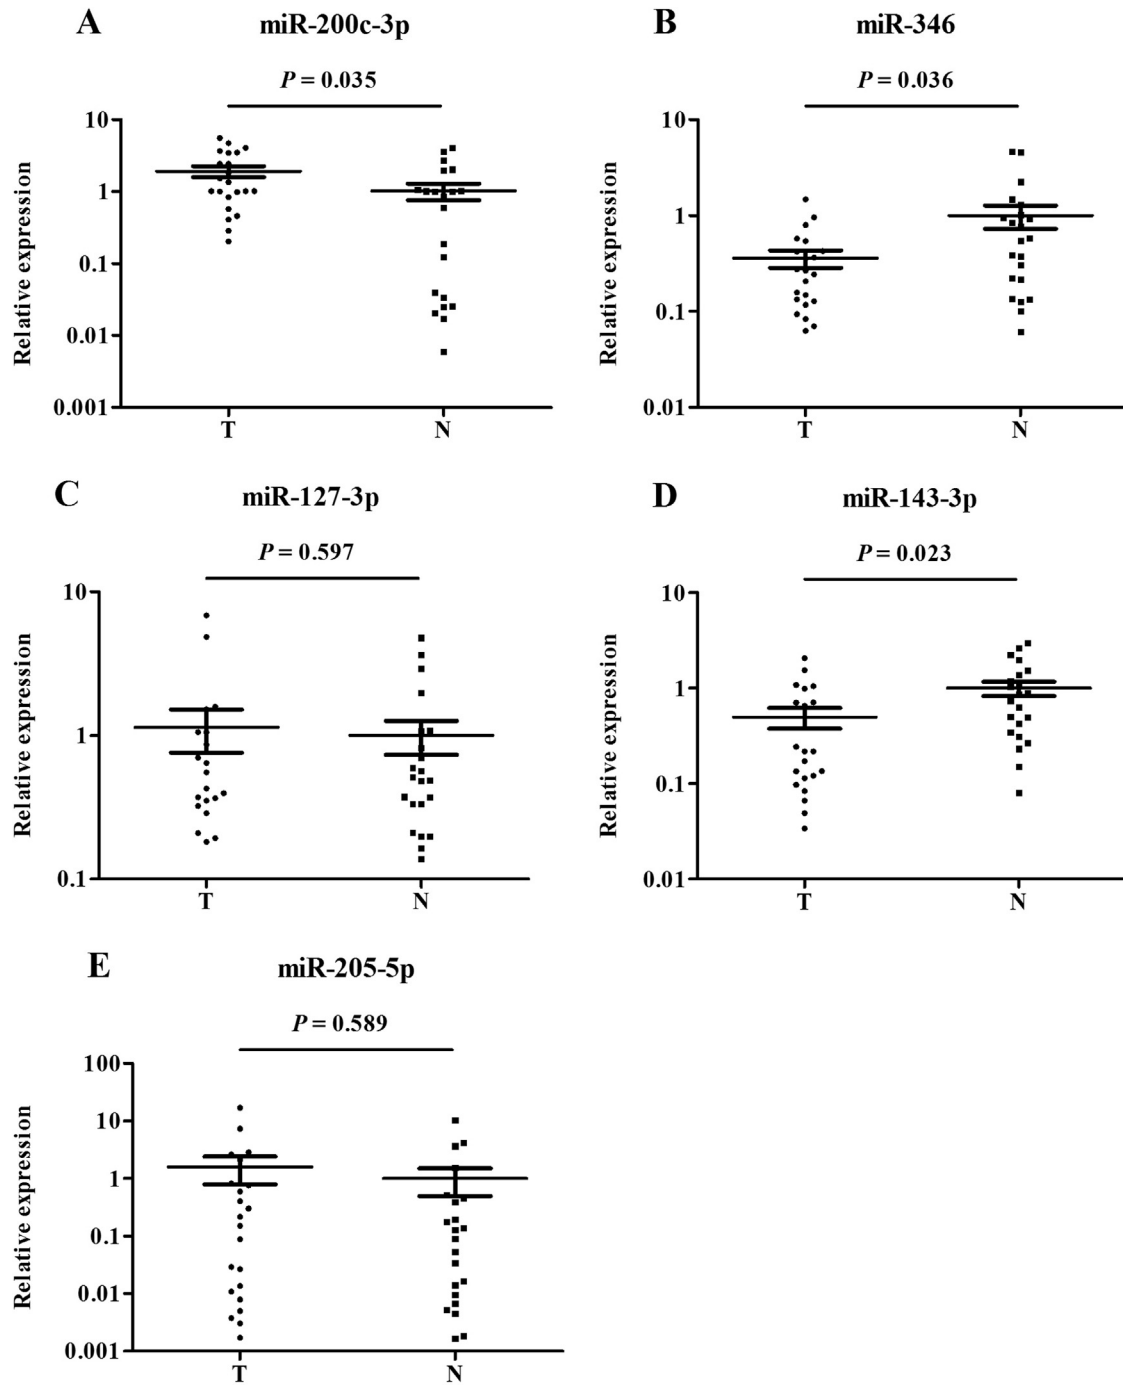 A
miR-200c-3p
P = 0.035
Relative expression
10
1
0.1
0.01
0.001
T
N
B
miR-346
P = 0.036
Relative expression
10
1
0.1
0.01
T
N
C
miR-127-3p
P = 0.597
Relative expression
10
1
0.1
T
N
D
miR-143-3p
P = 0.023
Relative expression
10
1
0.1
0.01
T
N
E
miR-205-5p
P = 0.589
Relative expression
100
10
1
0.1
0.01
0.001
T
N